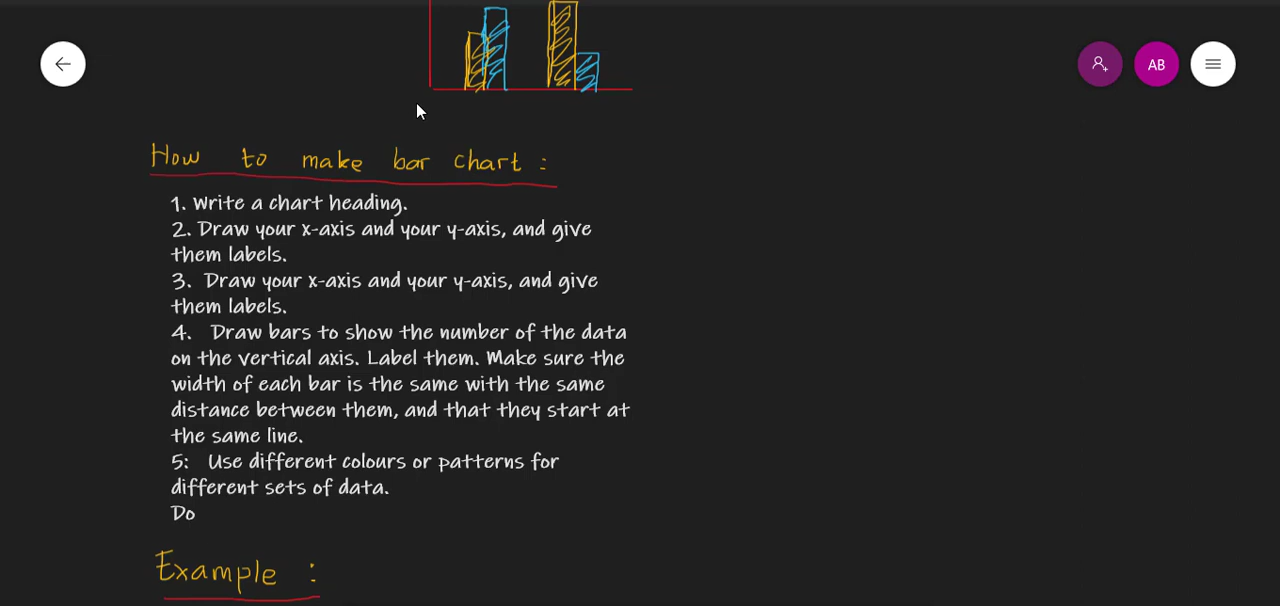 AB
How to make bar chart :
1. Write a chart heading.
2. Draw your x-axis and your y-axis, and give
them labels.
3. Draw your x-axis and your y-axis, and give
them labels.
4. Draw bars to show the number of the data
on the vertical axis. Label them. Make sure the
width of each bar is the same with the same
distance between them, and that they start at
the same line.
5: Use different colours or patterns for
different sets of data.
Do
Example :